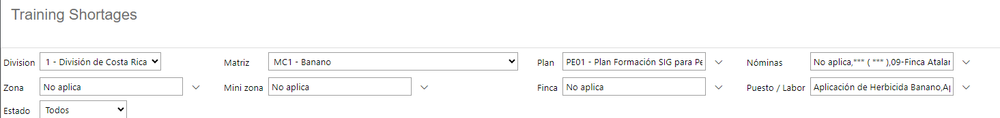 Training Shortages
Division 1 - División de Costa Rica Matriz MC1 - Banano Plan PE01 - Plan Formación SIG para Pe Nóminas No aplica,*** ( *** ),09-Finca Atalar
Zona No aplica Mini zona No aplica Finca No aplica Puesto / Labor Aplicación de Herbicida Banano,Ap
Estado Todos